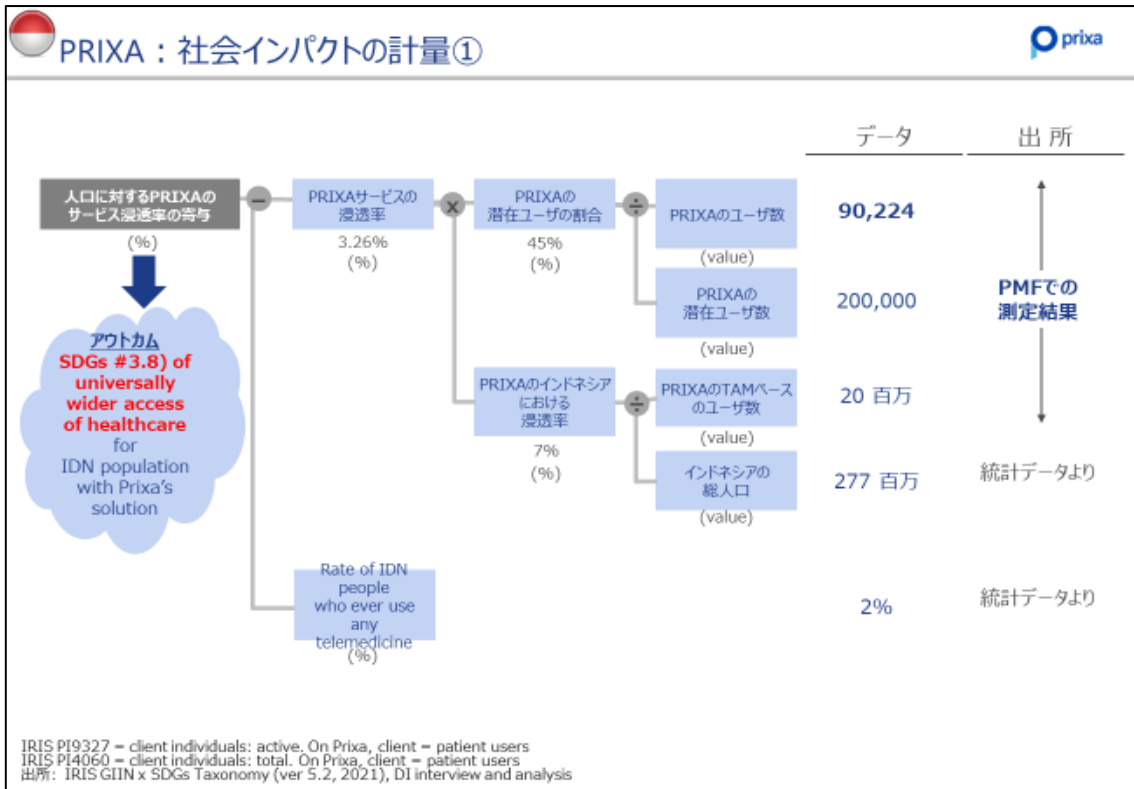 PRIXA：社会インパクトの計量①
prixa
データ
出所
人口に対するPRIXAの
サービス浸透率の寄与
(%)
−
PRIXAサービスの
浸透率
3.26%
(%)
×
PRIXAの
潜在ユーザの割合
45%
(%)
÷
PRIXAのユーザ数
(value)
90,224
PRIXAの
潜在ユーザ数
(value)
200,000
PMFでの
測定結果
アウトカム
SDGs #3.8) of
universally
wider access
of healthcare
for
IDN population
with Prixa's
solution
PRIXAのインドネシア
における
浸透率
7%
(%)
÷
PRIXAのTAMベース
のユーザ数
(value)
20 百万
インドネシアの
総人口
(value)
277 百万
統計データより
Rate of IDN
people
who ever use
any
telemedicine
(%)
2%
統計データより
IRIS PI9327 = client individuals: active. On Prixa, client = patient users
IRIS PI4060 = client individuals: total. On Prixa, client = patient users
出所: IRIS GIIN x SDGs Taxonomy (ver 5.2, 2021), DI interview and analysis